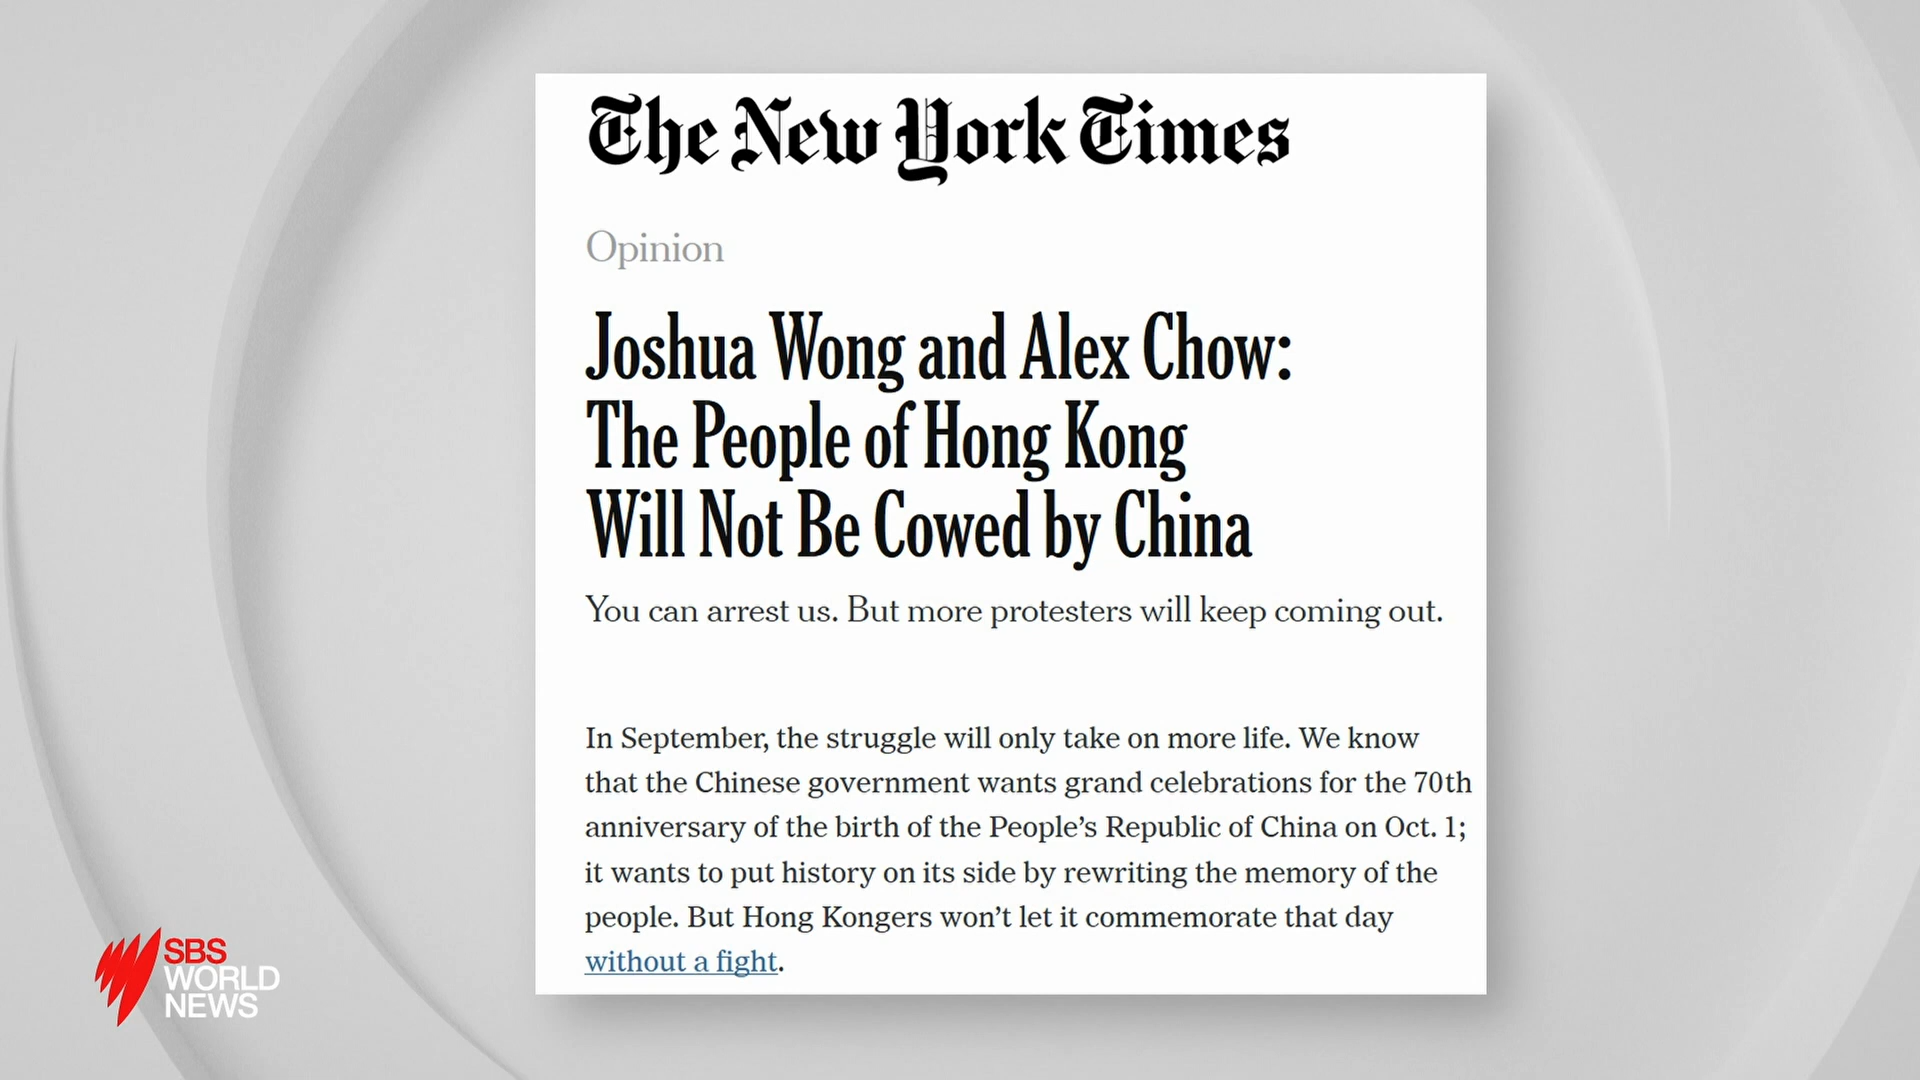 The New York Times
Opinion
Joshua Wong and Alex Chow:
The People of Hong Kong
Will Not Be Cowed by China
You can arrest us. But more protesters will keep coming out.
In September, the struggle will only take on more life. We know
that the Chinese government wants grand celebrations for the 70th
anniversary of the birth of the People’s Republic of China on Oct. 1;
it wants to put history on its side by rewriting the memory of the
people. But Hong Kongers won’t let it commemorate that day
without a fight.
SBS
WORLD
NEWS